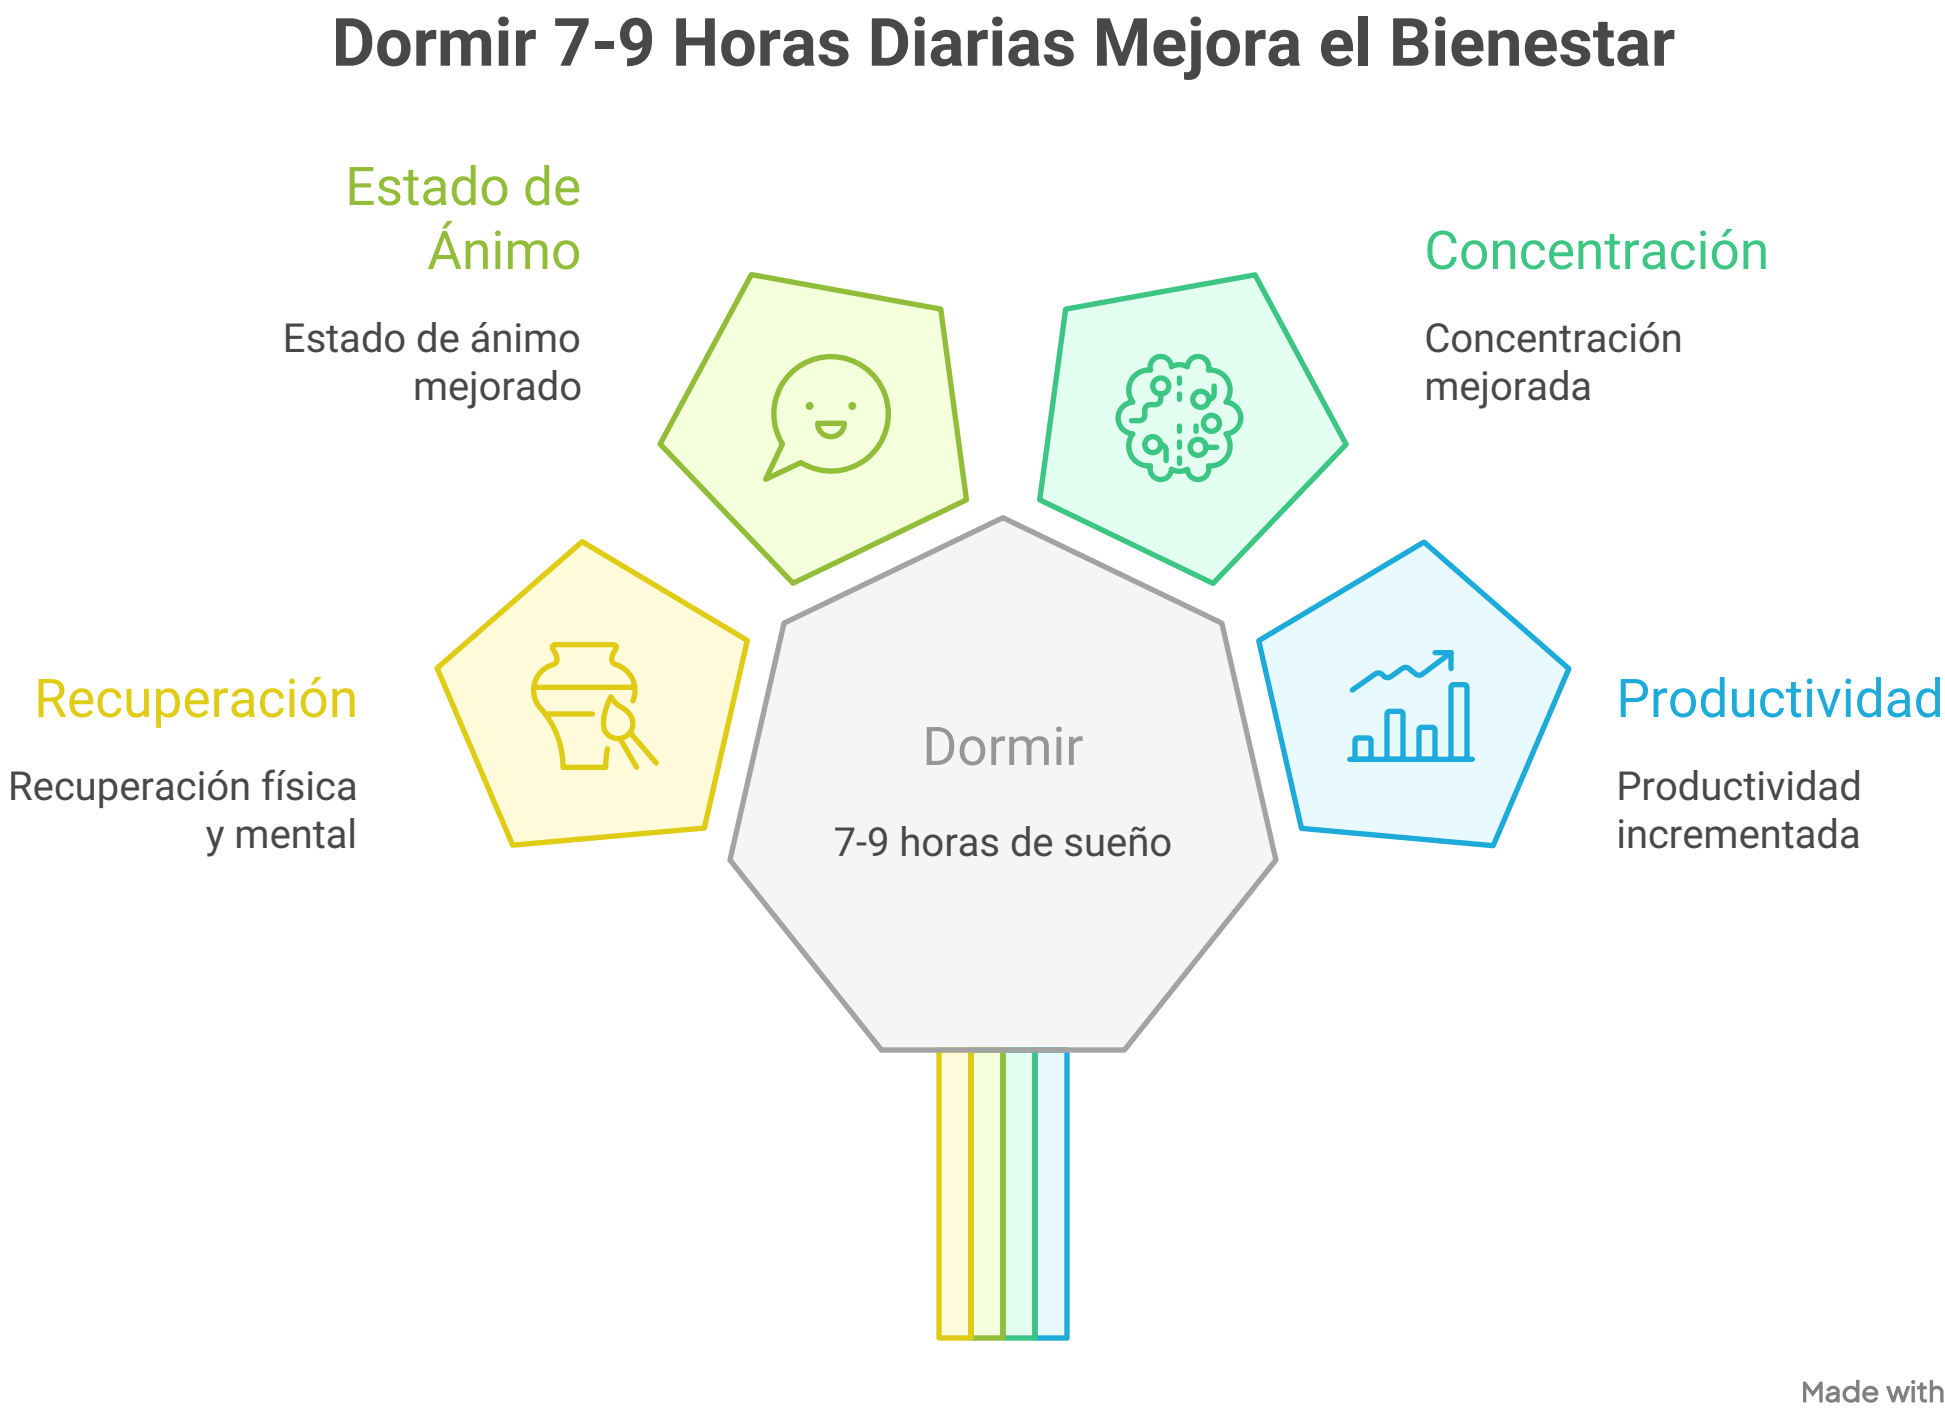 Dormir 7-9 Horas Diarias Mejora el Bienestar
Estado de
Ánimo
Estado de ánimo
mejorado
Concentración
Concentración
mejorada
Recuperación
Recuperación física
y mental
Dormir
7-9 horas de sueño
Productividad
Productividad
incrementada
Made with